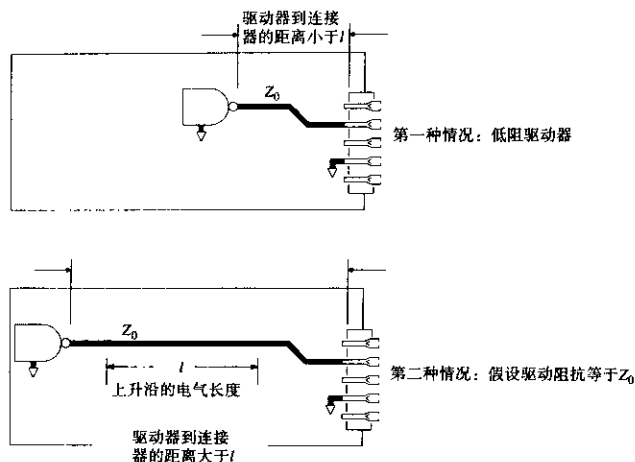 驱动器到连接
器的距离小于l
Z₀
第一种情况：低阻驱动器
Z₀
l
上升沿的电气长度
第二种情况：假设驱动阻抗等于Z₀
驱动器到连接
器的距离大于l